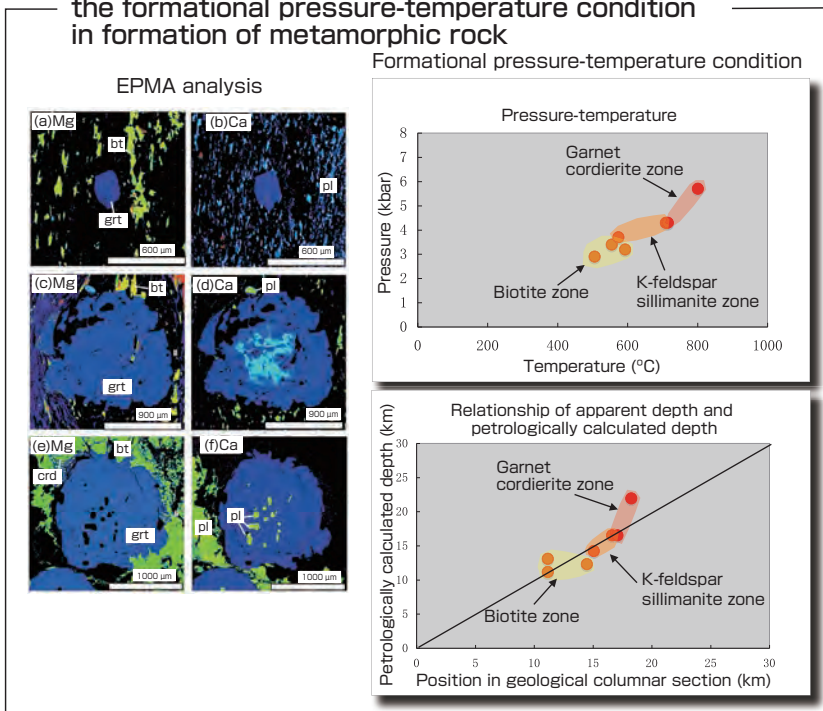 the formational pressure-temperature condition
in formation of metamorphic rock
EPMA analysis
(a)Mg
bt
grt
600 μm
(b)Ca
pl
600 μm
(c)Mg
bt
grt
900 μm
(d)Ca
pl
900 μm
(e)Mg
bt
crd
grt
1000 μm
(f)Ca
pl
pl
1000 μm
Formational pressure-temperature condition
Pressure-temperature
Pressure (kbar)
8
7
6
5
4
3
2
1
0
Garnet
cordierite zone
Biotite zone
K-feldspar
sillimanite zone
0 200 400 600 800 1000
Temperature (°C)
Relationship of apparent depth and
petrologically calculated depth
Petrologically calculated depth (km)
30
25
20
15
10
5
0
Garnet
cordierite zone
K-feldspar
sillimanite zone
Biotite zone
0 5 10 15 20 25 30
Position in geological columnar section (km)